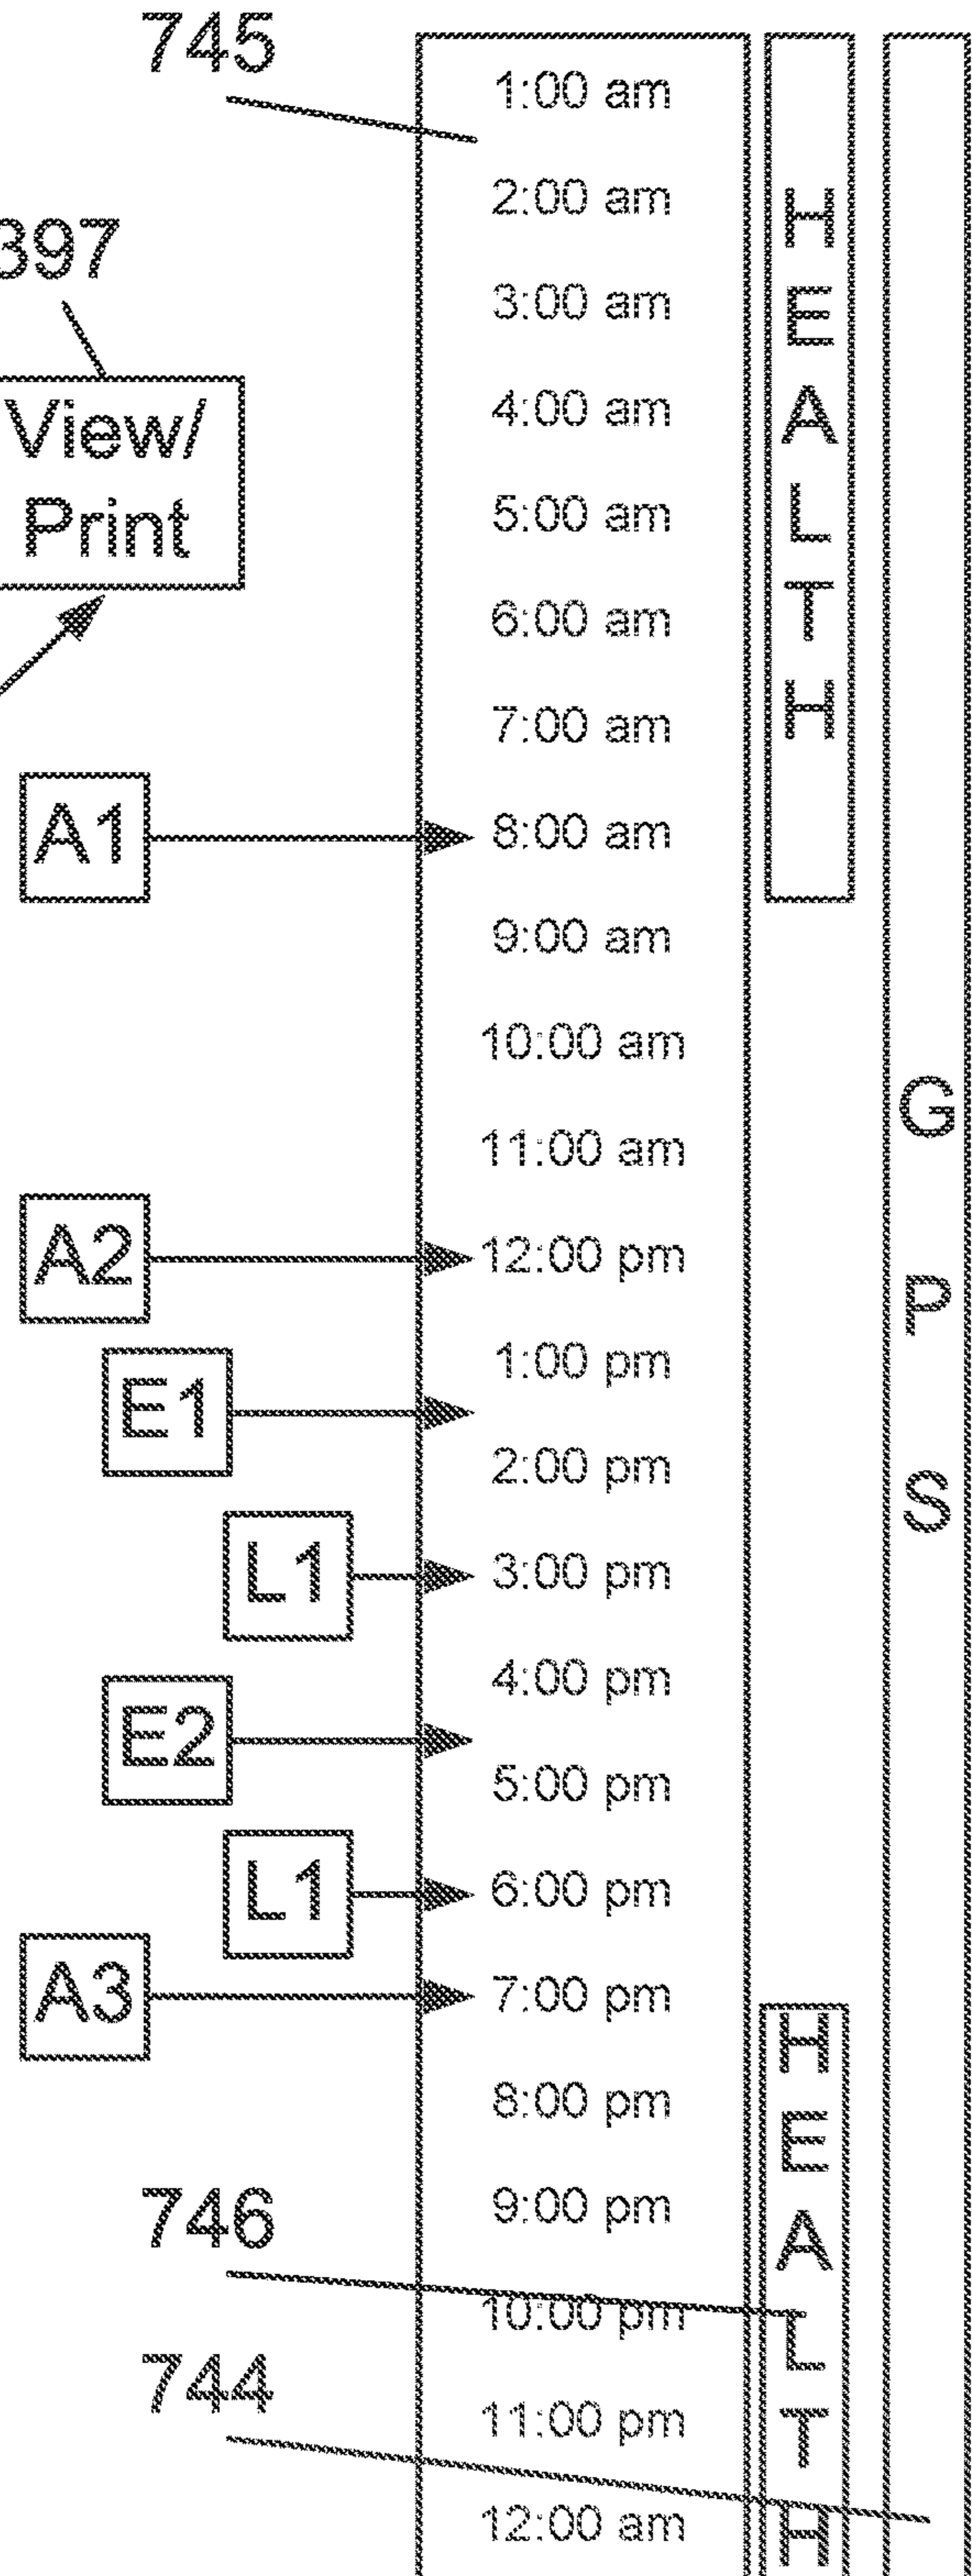 745
1:00 am
2:00 am
397
3:00 am
View/
Print
4:00 am
5:00 am
6:00 am
7:00 am
HEALTH
A1
8:00 am
9:00 am
10:00 am
11:00 am
A2
12:00 pm
1:00 pm
E1
2:00 pm
GPS
L1
3:00 pm
4:00 pm
E2
5:00 pm
L1
6:00 pm
A3
7:00 pm
8:00 pm
9:00 pm
746
10:00 pm
744
11:00 pm
12:00 am
HEALTH